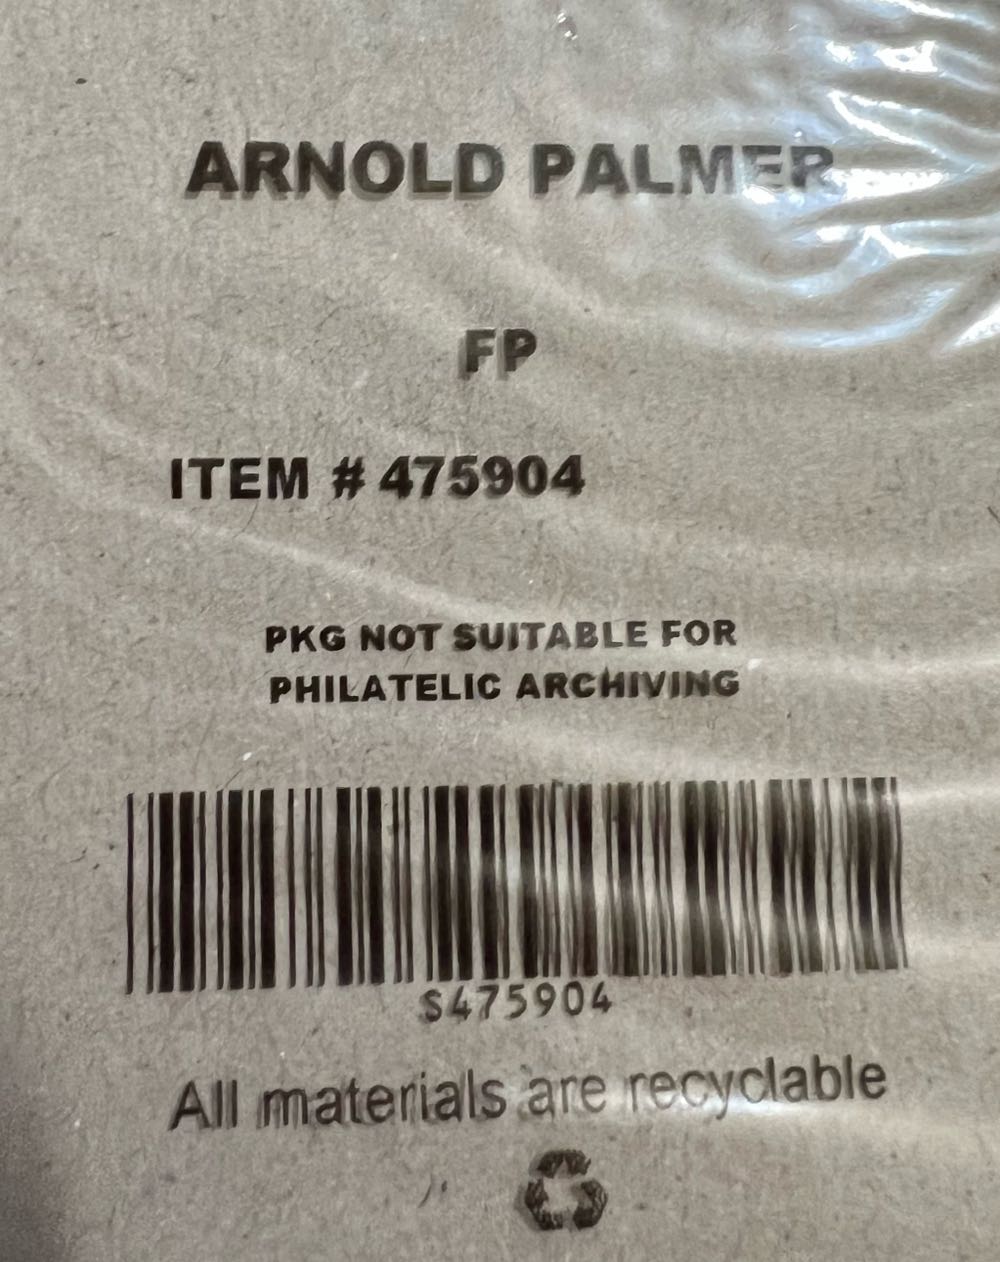 ARNOLD PALMER
FP
ITEM # 475904
PKG NOT SUITABLE FOR
PHILATELIC ARCHIVING
S475904
All materials are recyclable